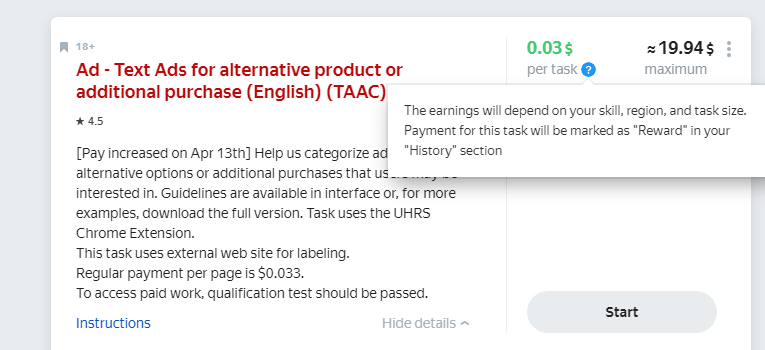 18+
Ad - Text Ads for alternative product or
additional purchase (English) (TAAC)
★ 4.5
[Pay increased on Apr 13th] Help us categorize ad
alternative options or additional purchases that users may be
interested in. Guidelines are available in interface or, for more
examples, download the full version. Task uses the UHRS
Chrome Extension.
This task uses external web site for labeling.
Regular payment per page is $0.033.
To access paid work, qualification test should be passed.
Instructions
Hide details
0.03 $
per task ?
≈ 19.94 $
maximum
The earnings will depend on your skill, region, and task size.
Payment for this task will be marked as "Reward" in your
"History" section
Start